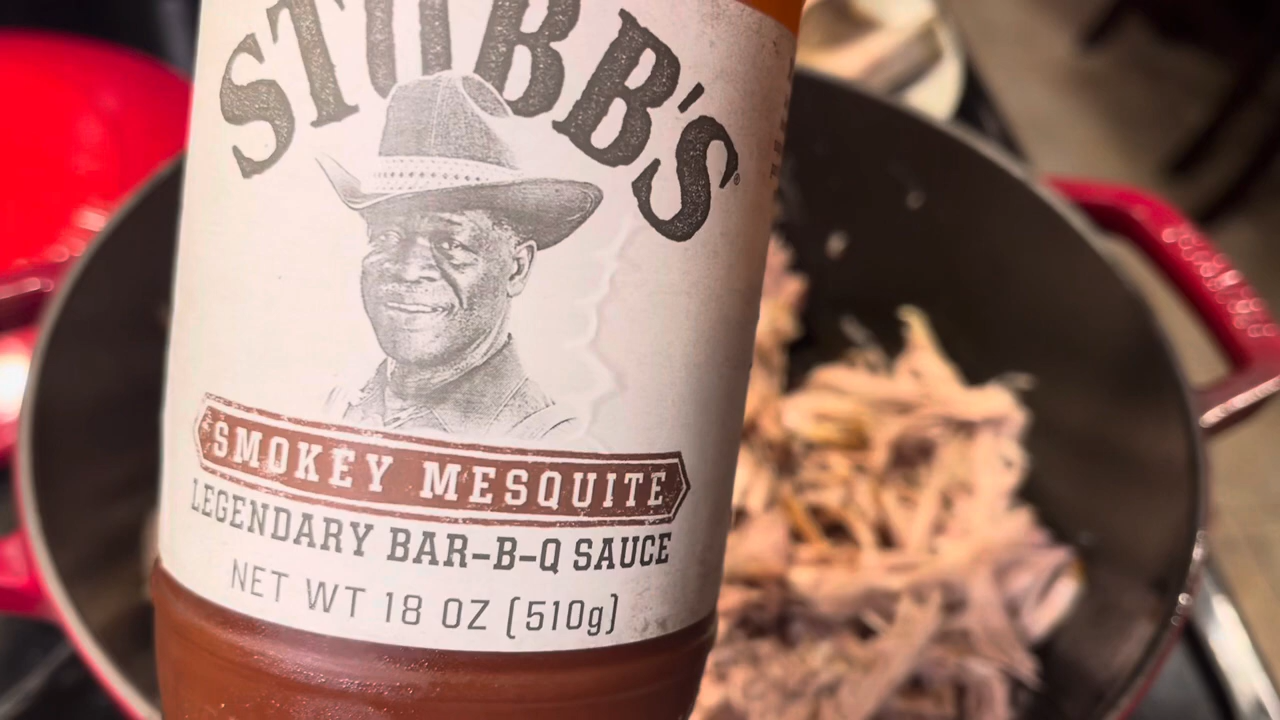 STUBB'S®
SMOKEY MESQUITE
LEGENDARY BAR-B-Q SAUCE
NET WT 18 OZ (510g)